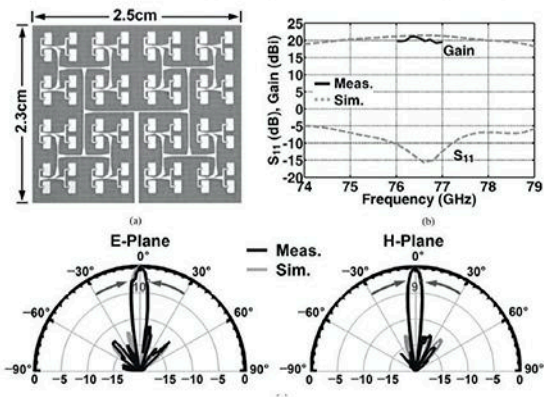 2.5cm
2.3cm
(a)
S11 (dB), Gain (dBi)
25
20
15
10
5
0
-5
-10
-15
-20
Gain
Meas.
Sim.
S11
74 75 76 77 78 79
Frequency (GHz)
(b)
E-Plane
Meas.
Sim.
H-Plane
0°
-30° 30°
-60° 60°
-90° 90°
10
0 -5 -10 -15 -15 -10 -5 0
0°
-30° 30°
-60° 60°
-90° 90°
9
0 -5 -10 -15 -15 -10 -5 0